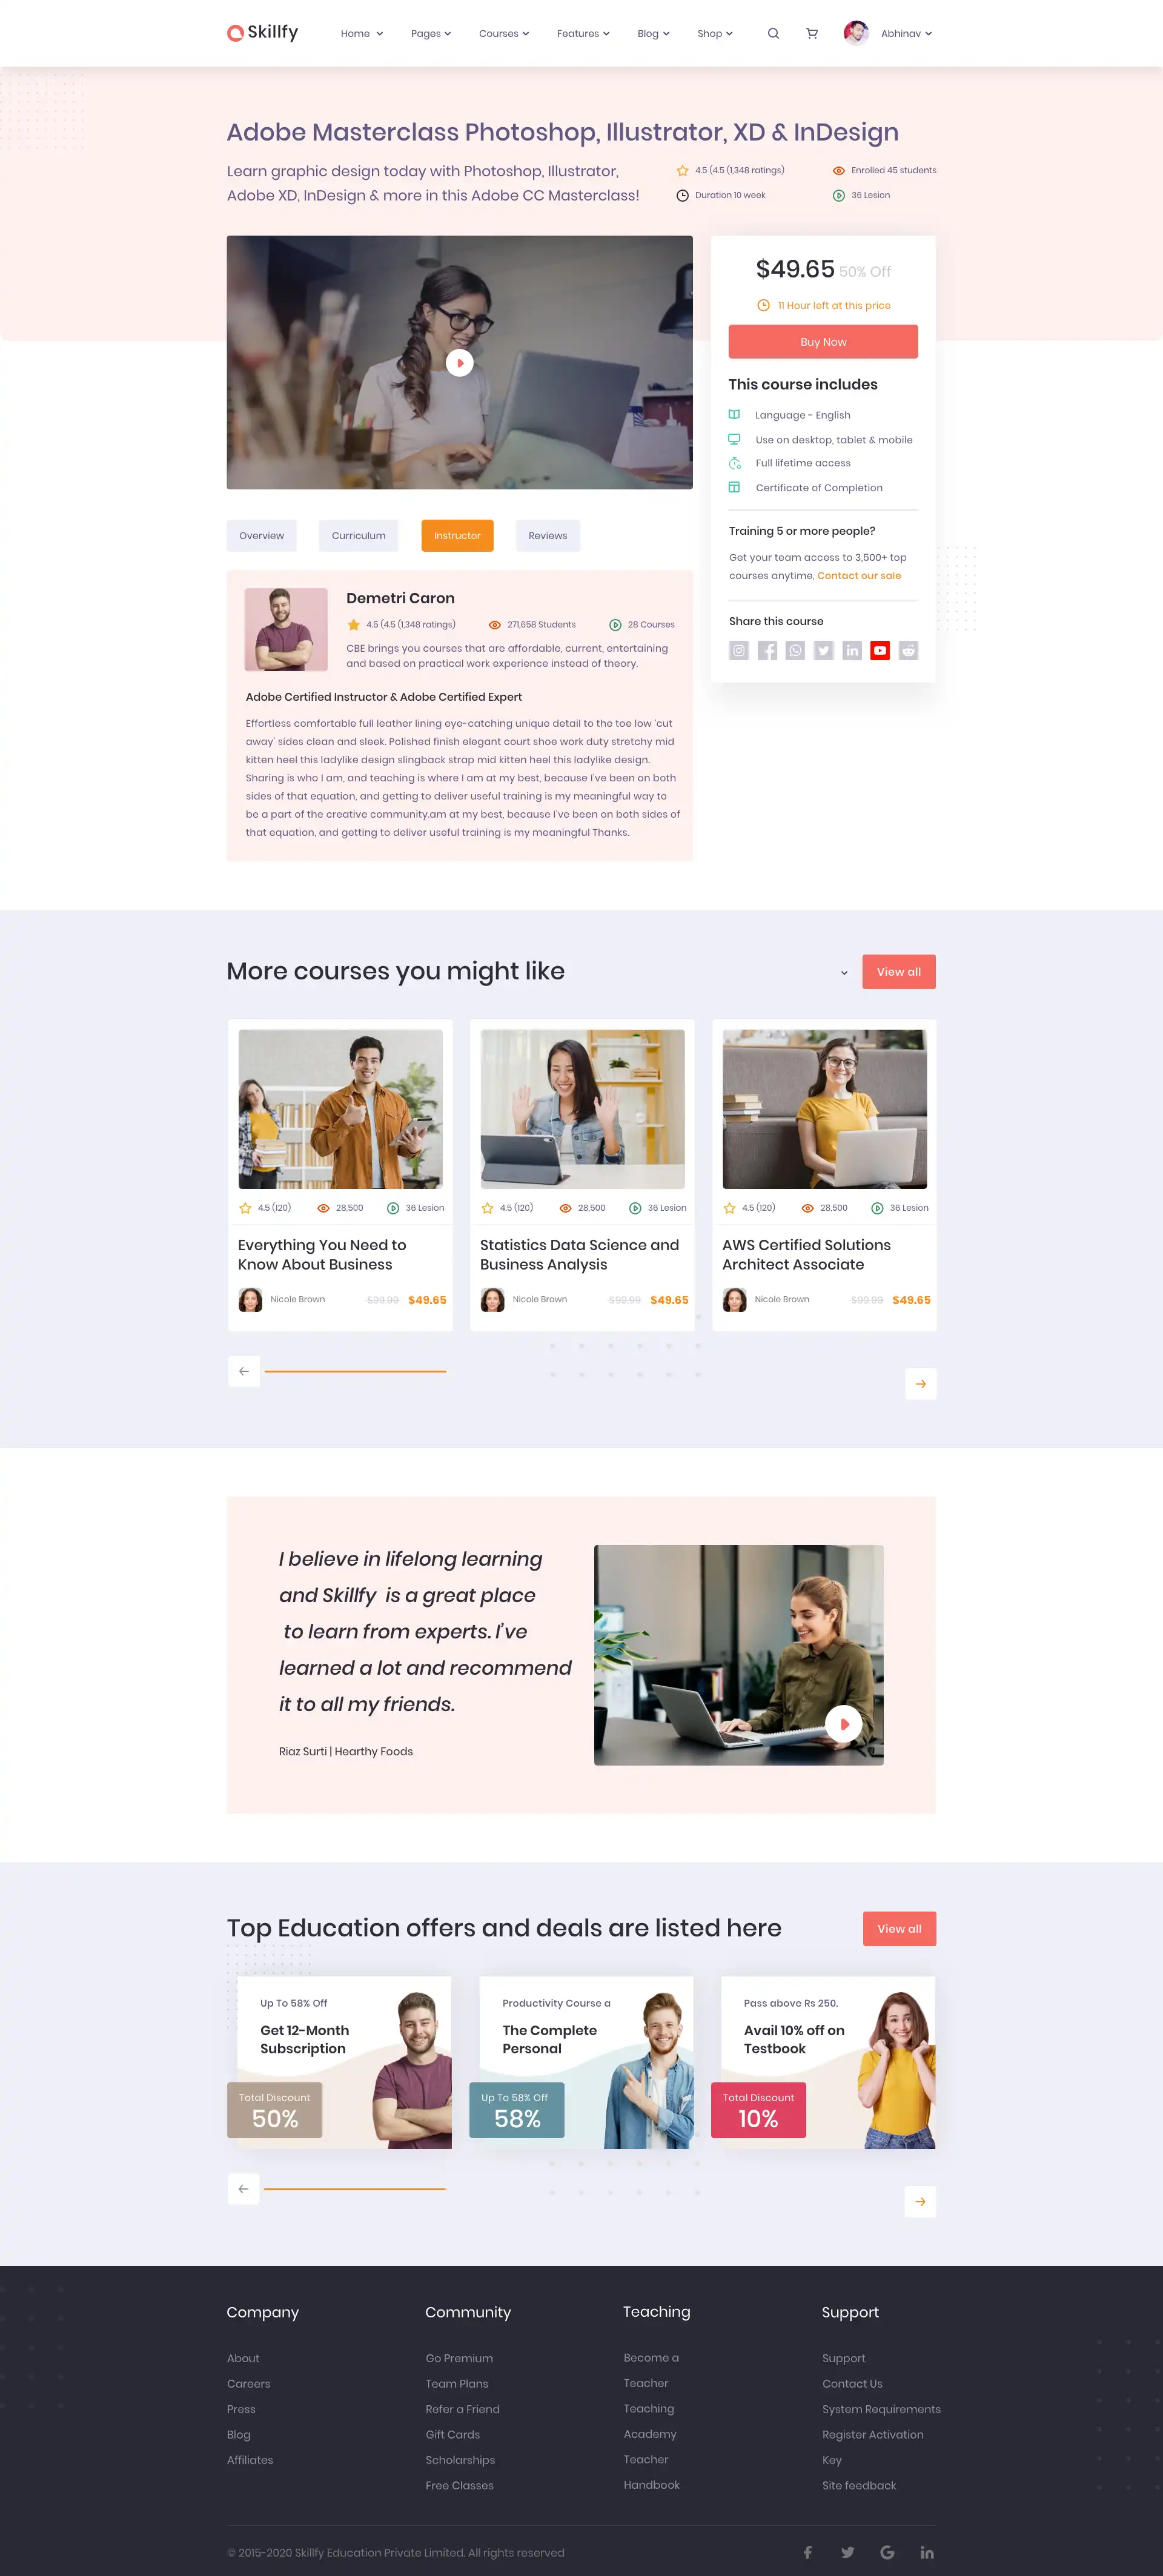 Skillfy
Home Pages Courses Features Blog Shop Abhinav
Adobe Masterclass Photoshop, Illustrator, XD & InDesign
Learn graphic design today with Photoshop, Illustrator,
Adobe XD, InDesign & more in this Adobe CC Masterclass!
4.5 (4.5 (1,348 ratings) Enrolled 45 students
Duration 10 week 36 Lesion
$49.65 50% Off
11 Hour left at this price
Buy Now
This course includes
Language - English
Use on desktop, tablet & mobile
Full lifetime access
Certificate of Completion
Training 5 or more people?
Get your team access to 3,500+ top
courses anytime, Contact our sale
Share this course
Overview Curriculum Instructor Reviews
Demetri Caron
4.5 (4.5 (1,348 ratings) 271,658 Students 28 Courses
CBE brings you courses that are affordable, current, entertaining
and based on practical work experience instead of theory.
Adobe Certified Instructor & Adobe Certified Expert
Effortless comfortable full leather lining eye-catching unique detail to the toe low 'cut
away' sides clean and sleek. Polished finish elegant court shoe work duty stretchy mid
kitten heel this ladylike design slingback strap mid kitten heel this ladylike design.
Sharing is who I am, and teaching is where I am at my best, because I've been on both
sides of that equation, and getting to deliver useful training is my meaningful way to
be a part of the creative community.am at my best, because I've been on both sides of
that equation, and getting to deliver useful training is my meaningful Thanks.
More courses you might like
View all
4.5 (120) 28,500 36 Lesion
Everything You Need to
Know About Business
Nicole Brown $99.99 $49.65
4.5 (120) 28,500 36 Lesion
Statistics Data Science and
Business Analysis
Nicole Brown $99.99 $49.65
4.5 (120) 28,500 36 Lesion
AWS Certified Solutions
Architect Associate
Nicole Brown $99.99 $49.65
I believe in lifelong learning
and Skillfy is a great place
to learn from experts. I've
learned a lot and recommend
it to all my friends.
Riaz Surti | Hearthy Foods
Top Education offers and deals are listed here
View all
Up To 58% Off
Get 12-Month
Subscription
Total Discount
50%
Productivity Course a
The Complete
Personal
Up To 58% Off
58%
Pass above Rs 250.
Avail 10% off on
Testbook
Total Discount
10%
Company
About
Careers
Press
Blog
Affiliates
Community
Go Premium
Team Plans
Refer a Friend
Gift Cards
Scholarships
Free Classes
Teaching
Become a
Teacher
Teaching
Academy
Teacher
Handbook
Support
Support
Contact Us
System Requirements
Register Activation
Key
Site feedback
© 2015-2020 Skillfy Education Private Limited. All rights reserved